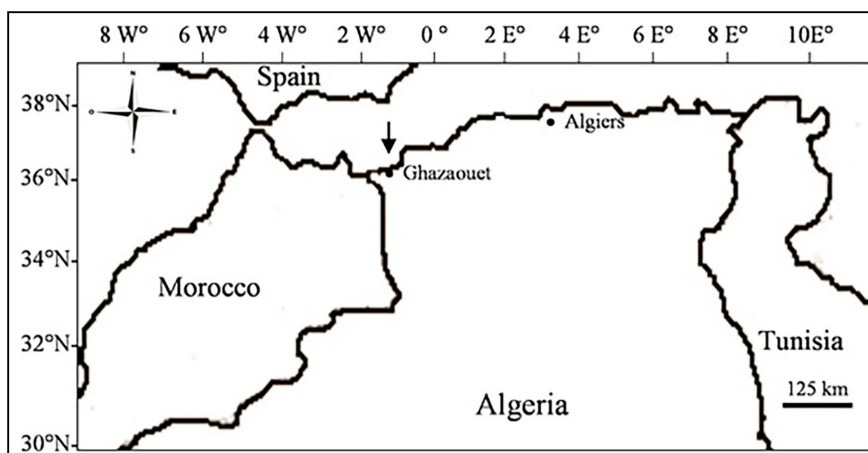 8 W° 6 W° 4 W° 2 W° 0 ° 2 E° 4 E° 6 E° 8 E° 10E°
Spain
38°N
Algiers
36°N
Ghazaouet
34°N
Morocco
32°N
Tunisia
125 km
Algeria
30°N